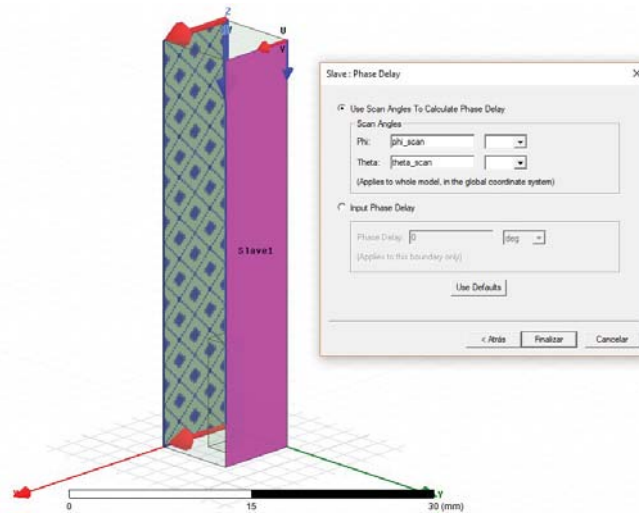 Z
U
V
Slave1
X
Y
0
15
30 (mm)
Slave : Phase Delay
X
Use Scan Angles To Calculate Phase Delay
Scan Angles
Phi: phi_scan
Theta: theta_scan
(Applies to whole model, in the global coordinate system)
Input Phase Delay
Phase Delay: 0 deg
(Applies to this boundary only)
Use Defaults
< Atrás Finalizar Cancelar